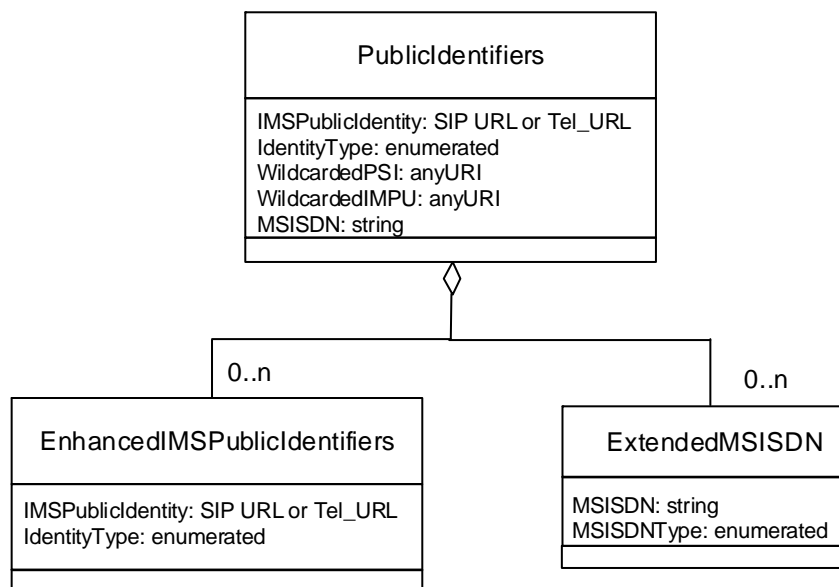 PublicIdentifiers
IMSPublicIdentity: SIP URL or Tel_URL
IdentityType: enumerated
WildcardedPSI: anyURI
WildcardedIMPU: anyURI
MSISDN: string
0..n
0..n
EnhancedIMSPublicIdentifiers
IMSPublicIdentity: SIP URL or Tel_URL
IdentityType: enumerated
ExtendedMSISDN
MSISDN: string
MSISDNType: enumerated